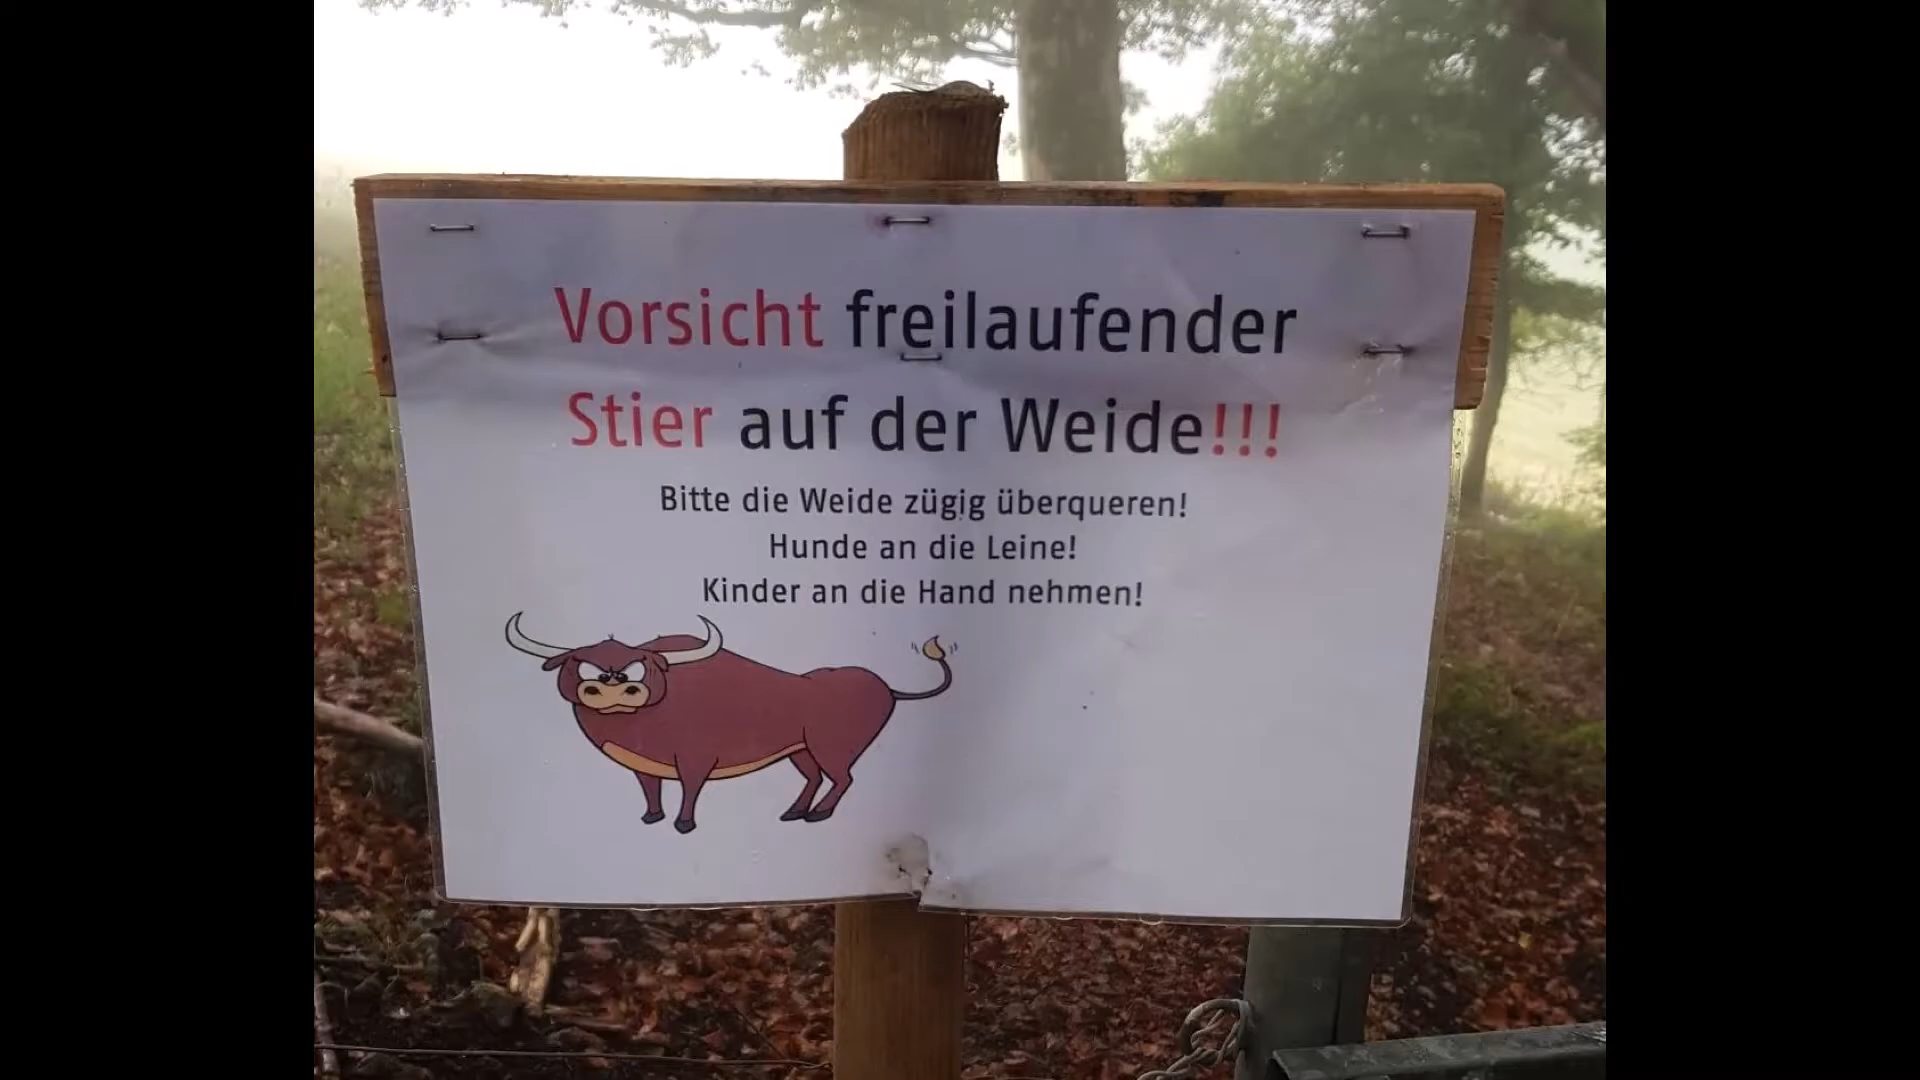 Vorsicht freilaufender
Stier auf der Weide!!!
Bitte die Weide zügig überqueren!
Hunde an die Leine!
Kinder an die Hand nehmen!